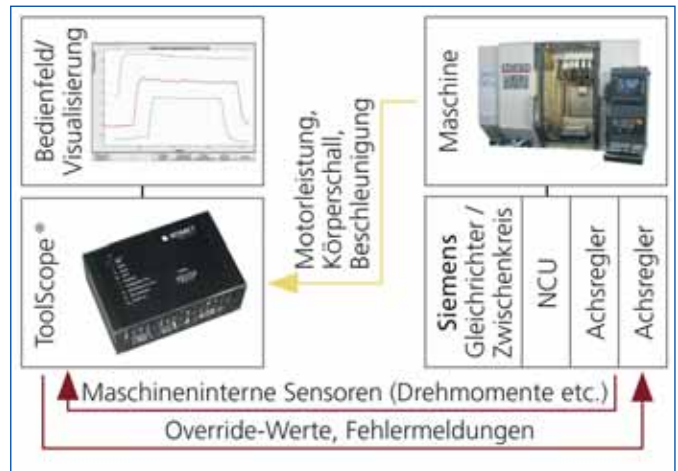 Bedienfeld/
Visualisierung
Maschine
Motorleistung,
Körperschall,
Beschleunigung
ToolScope®
Siemens
Gleichrichter /
Zwischenkreis
NCU
Achsregler
Achsregler
Maschineninterne Sensoren (Drehmomente etc.)
Override-Werte, Fehlermeldungen